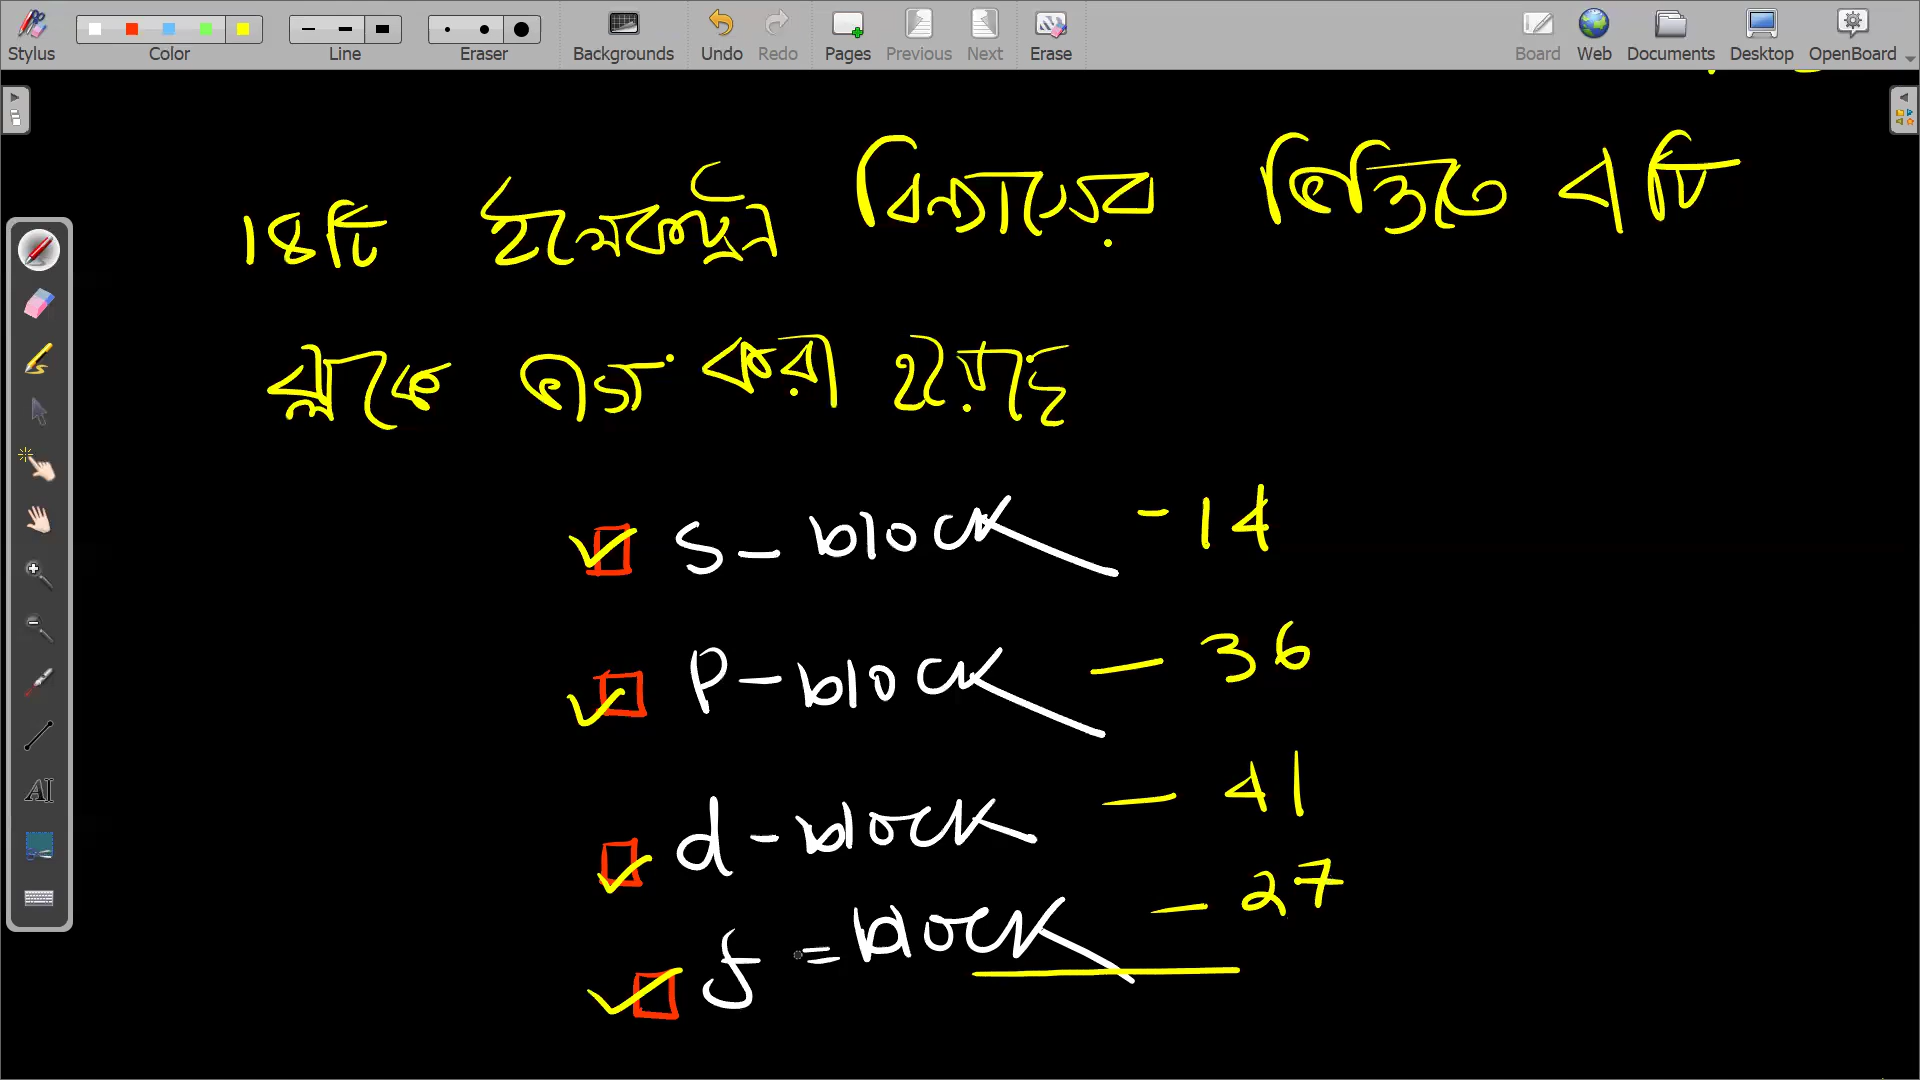 Stylus Color Line Eraser Backgrounds Undo Redo Pages Previous Next Erase Board Web Documents Desktop OpenBoard
ইলেকট্রন বিন্যাসের ভিত্তিতে ৪টি
ব্লকে ভাগ করা হয়েছে
s-block -14
p-block - 36
d-block - 41
f = block - 27